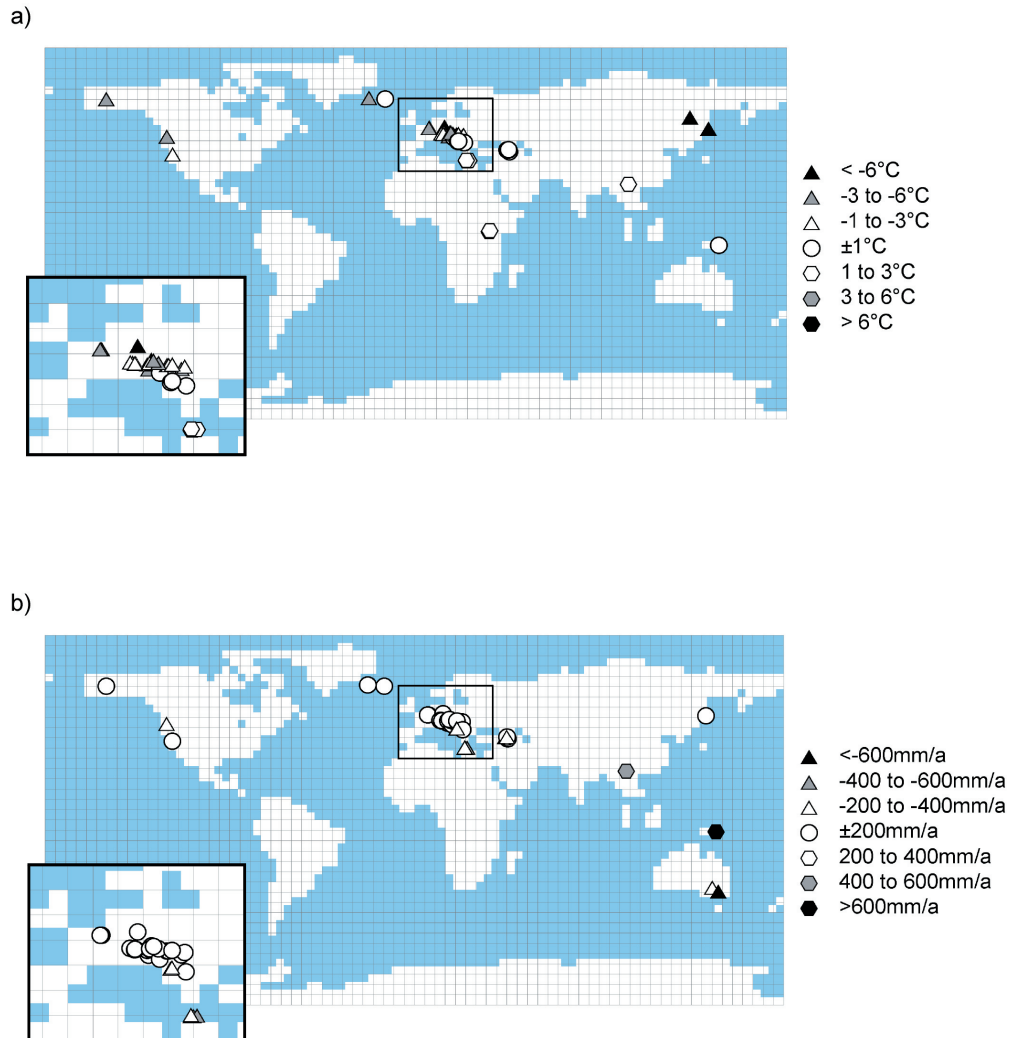 a)
< -6°C
-3 to -6°C
-1 to -3°C
±1°C
1 to 3°C
3 to 6°C
> 6°C
b)
<-600mm/a
-400 to -600mm/a
-200 to -400mm/a
±200mm/a
200 to 400mm/a
400 to 600mm/a
>600mm/a